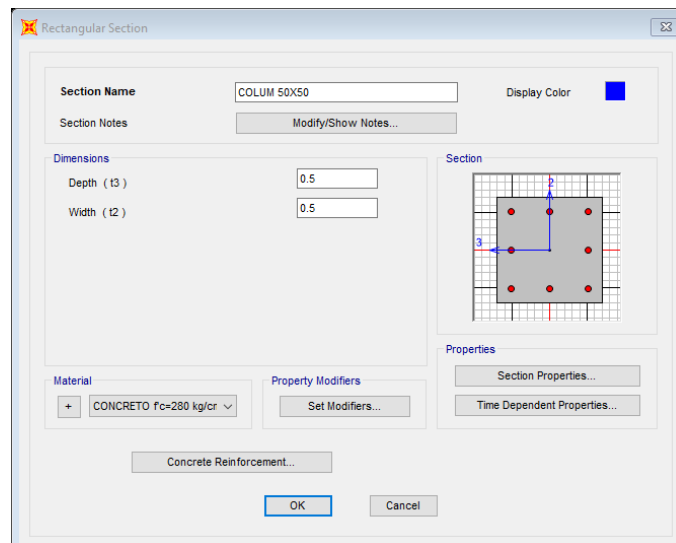 Rectangular Section
Section Name
COLUM 50X50
Display Color
Section Notes
Modify/Show Notes...
Dimensions
Depth ( t3 )
0.5
Width ( t2 )
0.5
Section
2
3
Properties
Section Properties...
Time Dependent Properties...
Material
+
CONCRETO f'c=280 kg/cr
Property Modifiers
Set Modifiers...
Concrete Reinforcement...
OK
Cancel